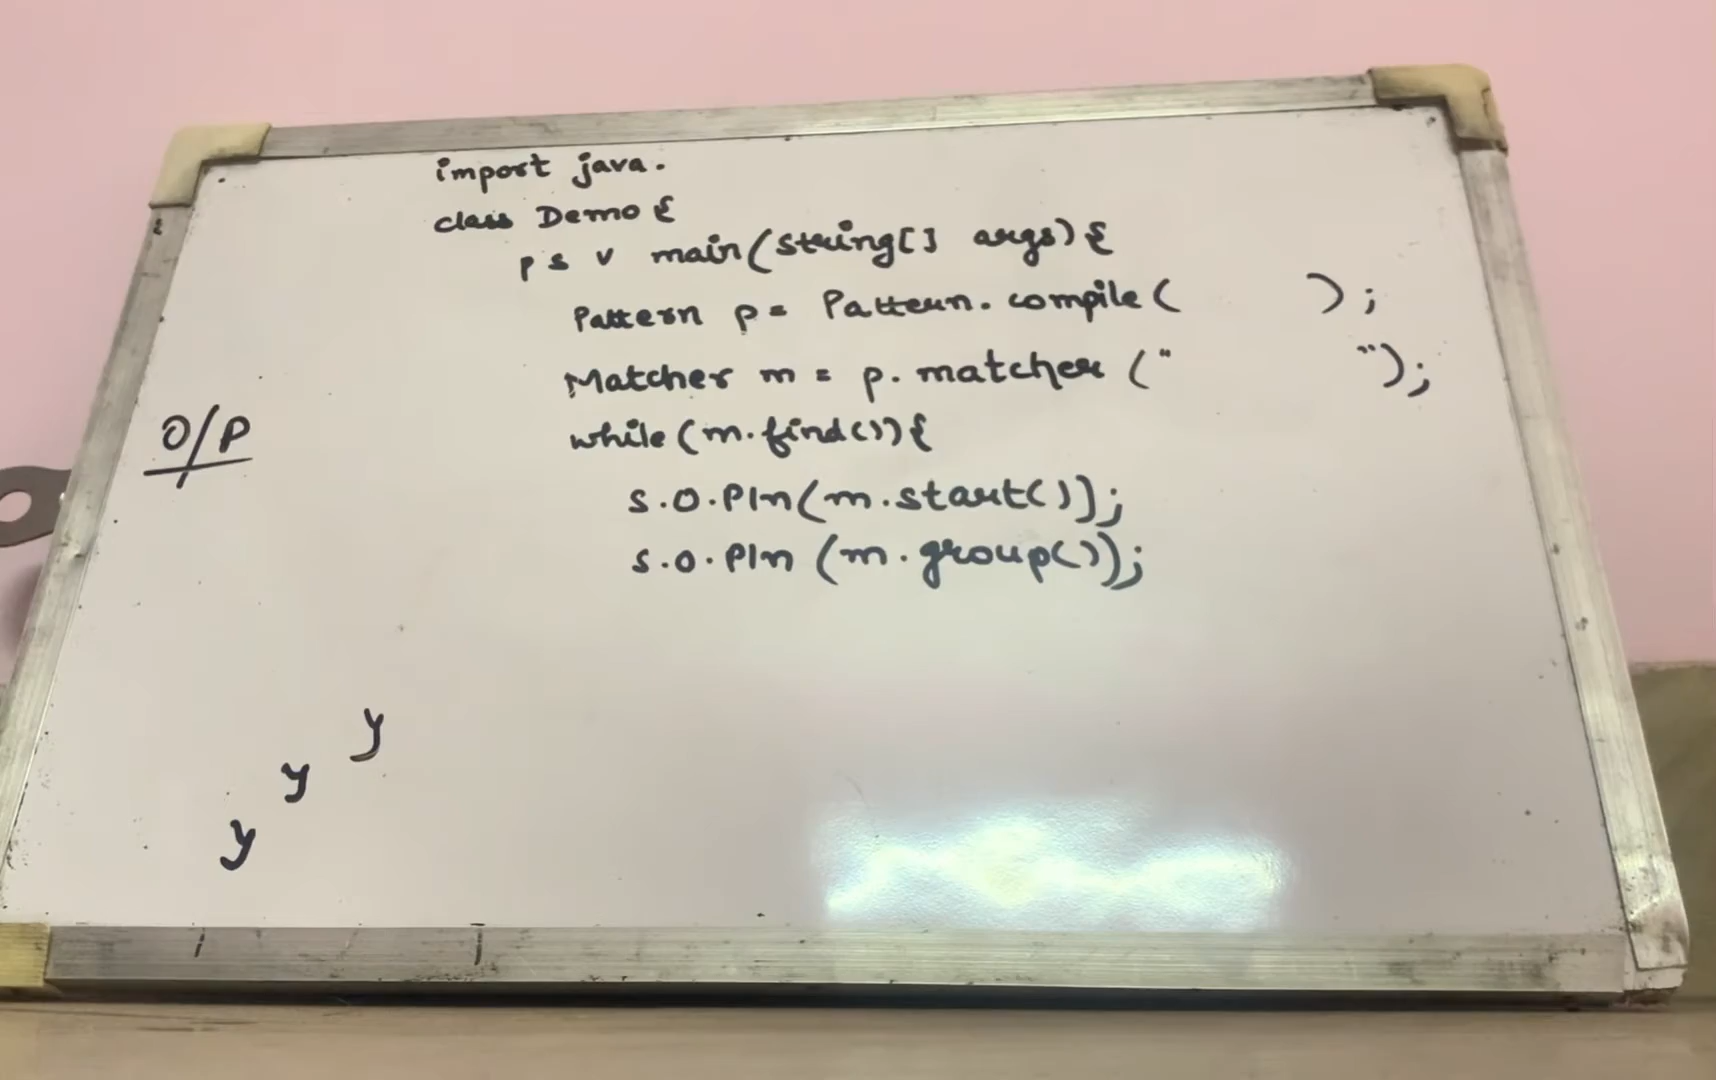 import java.
class Demo {
p s v main(string[] args) {
Pattern p = Pattern. compile (      );
Matcher m = p. matcher ("      ");
while (m.find()) {
S.O.Pln(m.start());
S.O.Pln (m.group());
O/P
}
}
}